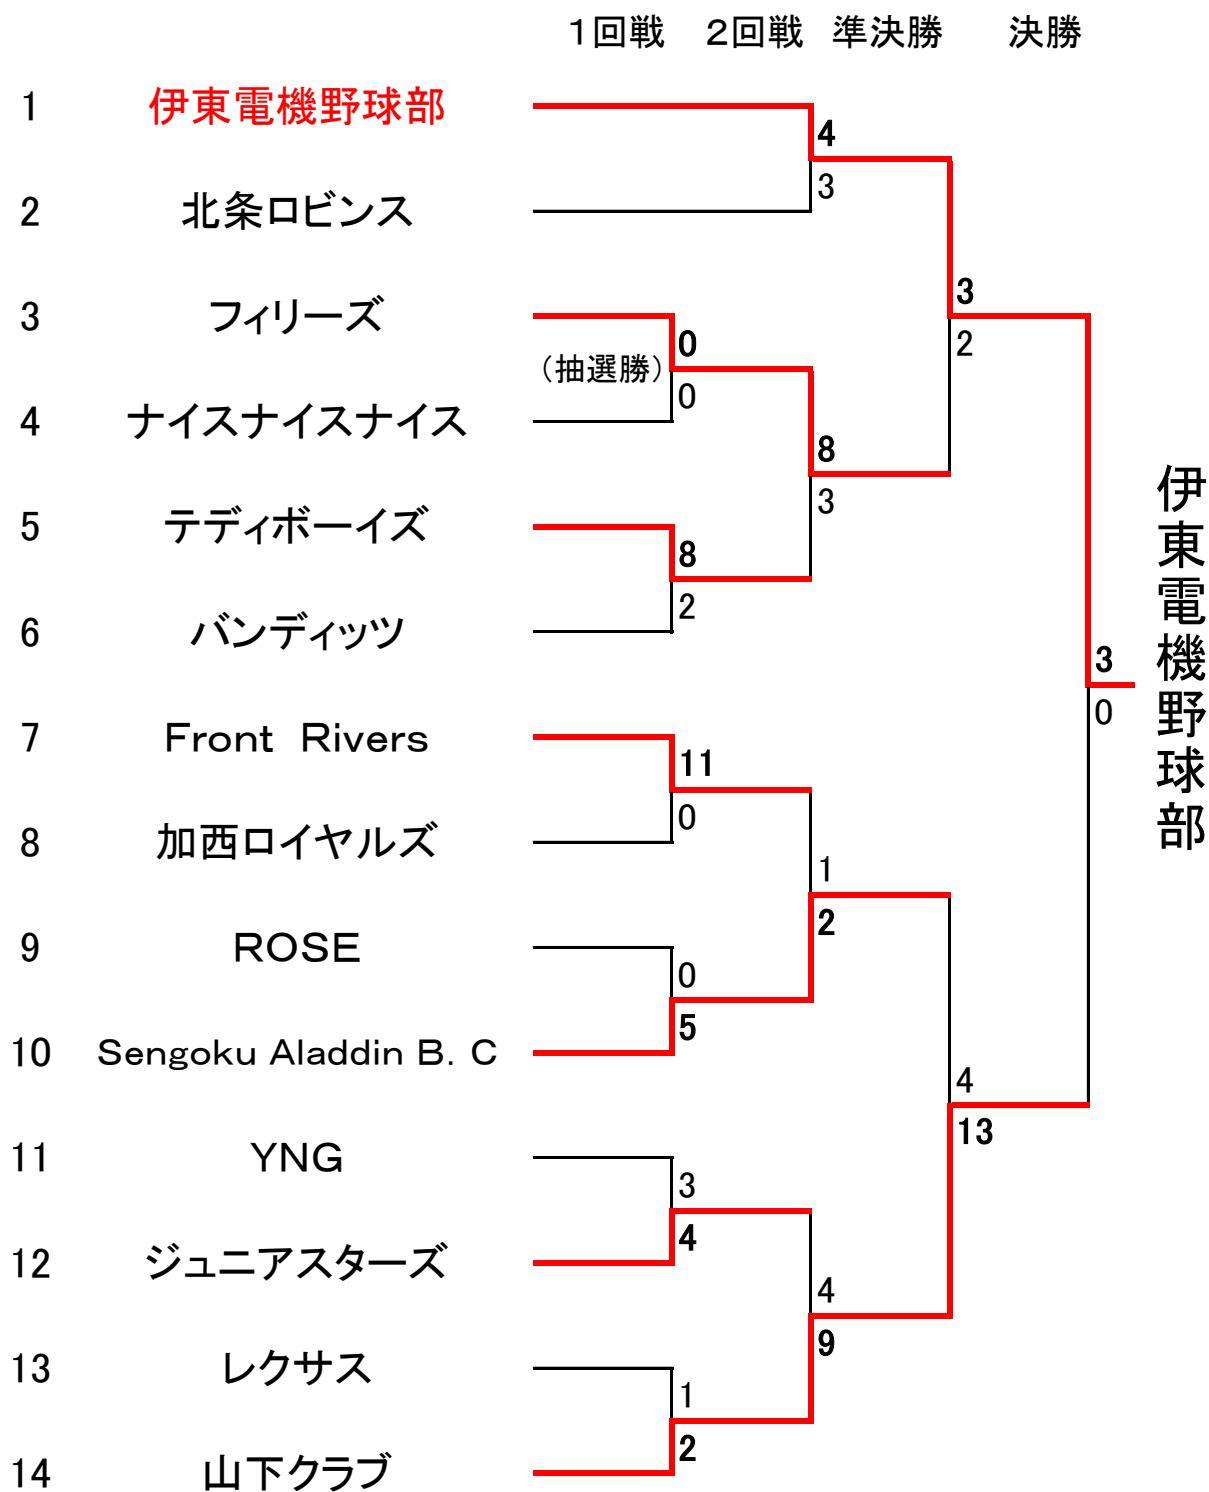 １回戦　２回戦　準決勝　決勝
1 伊東電機野球部
4
3
2 北条ロビンス
3 フィリーズ
3
2
0
（抽選勝）
0
4 ナイスナイスナイス
8
3
5 テディボーイズ
8
2
6 バンディッツ
伊東電機野球部
3
0
7 Front Rivers
11
0
8 加西ロイヤルズ
1
2
9 ROSE
0
5
10 Sengoku Aladdin B. C
4
13
11 YNG
3
4
12 ジュニアスターズ
4
9
13 レクサス
1
2
14 山下クラブ